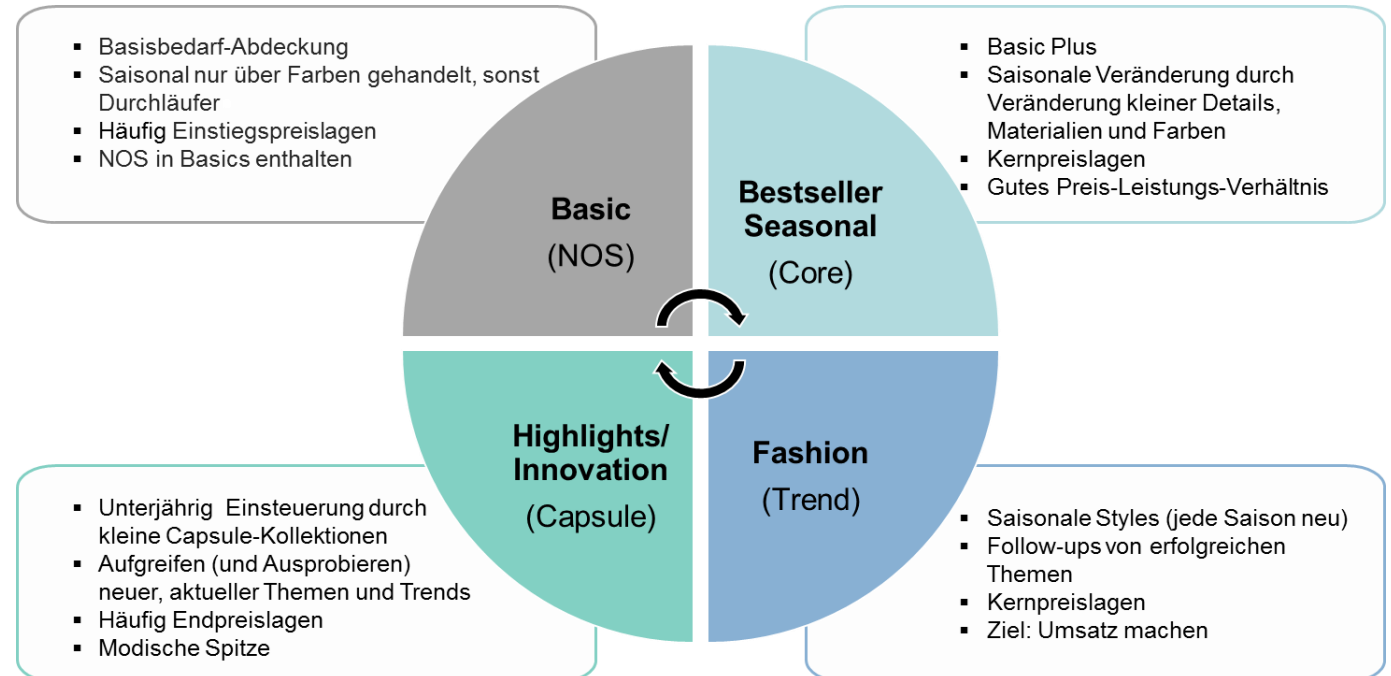 ▪ Basisbedarf-Abdeckung
▪ Saisonal nur über Farben gehandelt, sonst
Durchläufer
▪ Häufig Einstiegspreislagen
▪ NOS in Basics enthalten
▪ Basic Plus
▪ Saisonale Veränderung durch
Veränderung kleiner Details,
Materialien und Farben
▪ Kernpreislagen
▪ Gutes Preis-Leistungs-Verhältnis
Basic
(NOS)
Bestseller
Seasonal
(Core)
Highlights/
Innovation
(Capsule)
Fashion
(Trend)
▪ Unterjährig Einsteuerung durch
kleine Capsule-Kollektionen
▪ Aufgreifen (und Ausprobieren)
neuer, aktueller Themen und Trends
▪ Häufig Endpreislagen
▪ Modische Spitze
▪ Saisonale Styles (jede Saison neu)
▪ Follow-ups von erfolgreichen
Themen
▪ Kernpreislagen
▪ Ziel: Umsatz machen